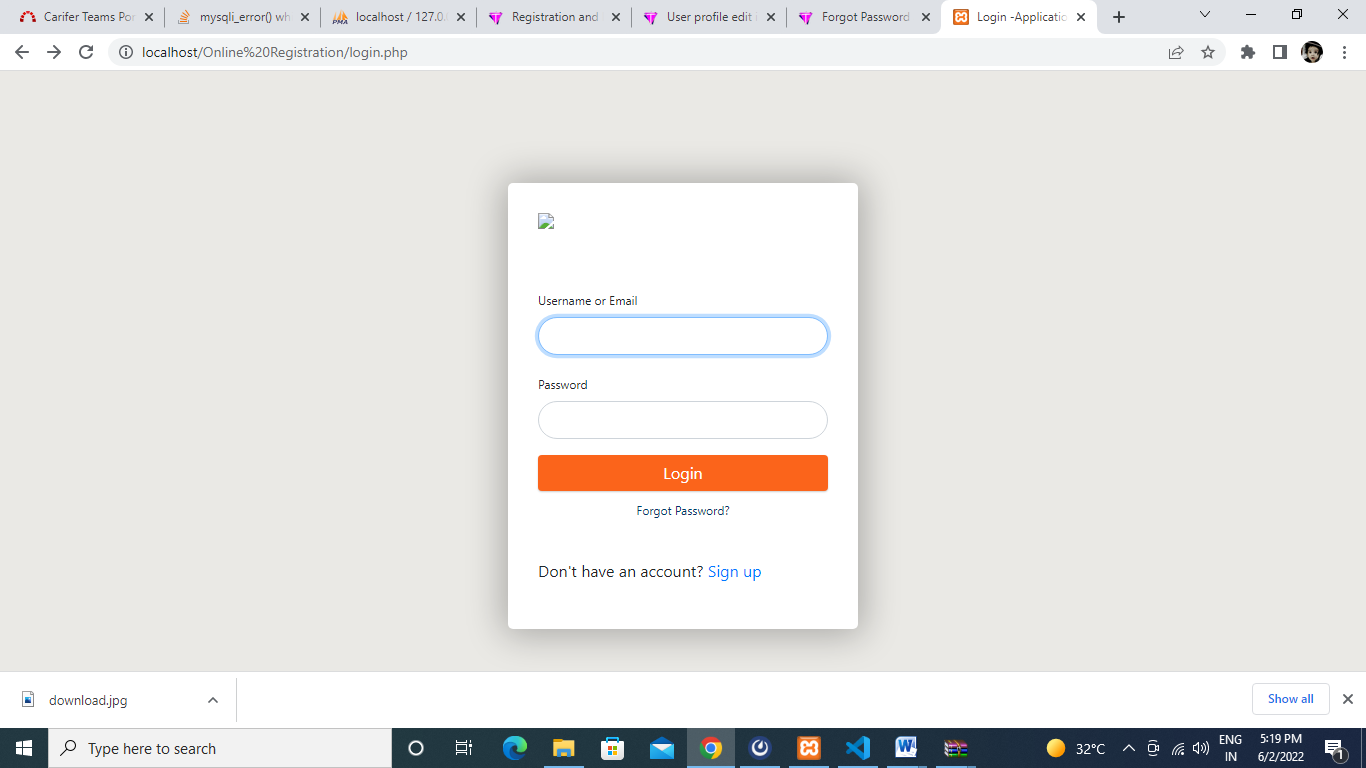 Carifer Teams Por
mysqli_error() wh
localhost / 127.0.
Registration and
User profile edit i
Forgot Password
Login -Applicatio
localhost/Online%20Registration/login.php
Username or Email
Password
Login
Forgot Password?
Don't have an account? Sign up
download.jpg
Show all
Type here to search
32°C
ENG
IN
5:19 PM
6/2/2022
1